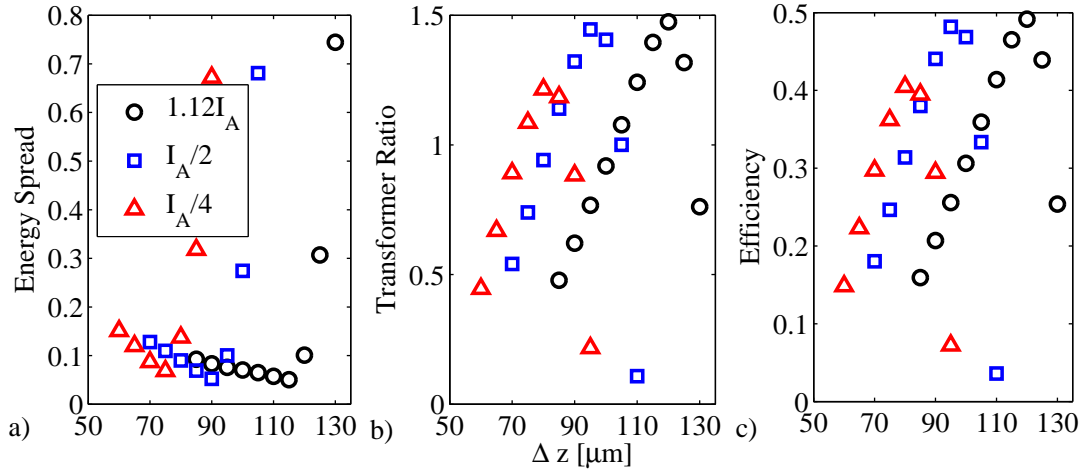 0.8
0.7
0.6
0.5
0.4
0.3
0.2
0.1
0
50 70 90 110 130
Energy Spread
1.12I_A
I_A/2
I_A/4
a)
1.5
1
0.5
0
50 70 90 110 130
Transformer Ratio
Δ z [μm]
b)
0.5
0.4
0.3
0.2
0.1
0
50 70 90 110 130
Efficiency
c)